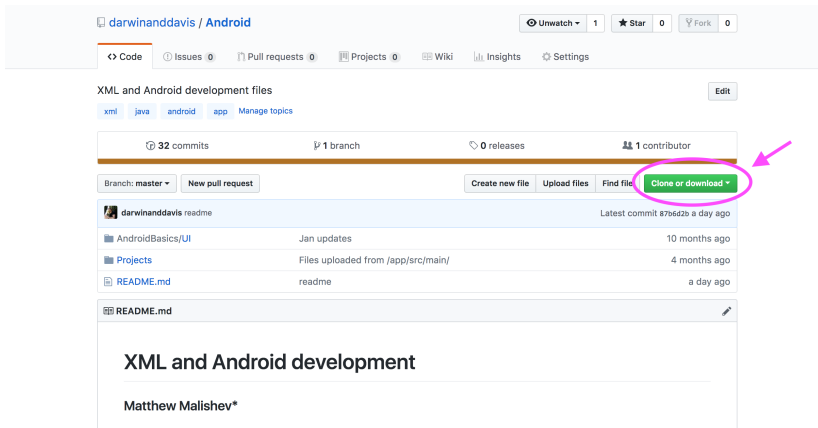 darwinanddavis / Android
Unwatch 1 Star 0 Fork 0
Code Issues 0 Pull requests 0 Projects 0 Wiki Insights Settings
XML and Android development files
Edit
xml java android app Manage topics
32 commits 1 branch 0 releases 1 contributor
Branch: master New pull request Create new file Upload files Find file Clone or download
darwinanddavis readme Latest commit 87b6d2b a day ago
AndroidBasics/UI Jan updates 10 months ago
Projects Files uploaded from /app/src/main/ 4 months ago
README.md readme a day ago
README.md
XML and Android development
Matthew Malishev*